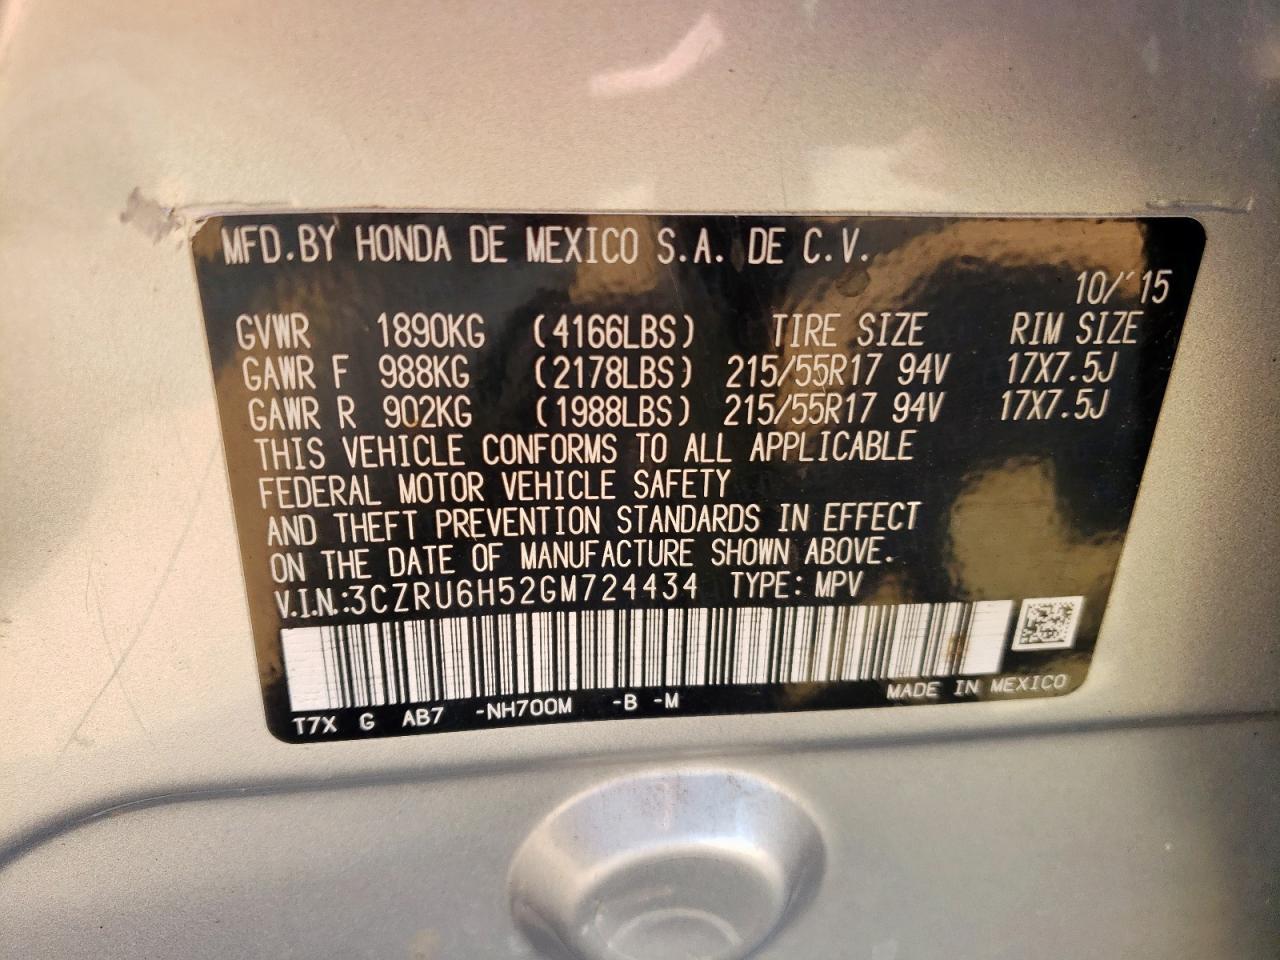 MFD.BY HONDA DE MEXICO S.A. DE C.V.
10/'15
GVWR 1890KG (4166LBS) TIRE SIZE RIM SIZE
GAWR F 988KG (2178LBS) 215/55R17 94V 17X7.5J
GAWR R 902KG (1988LBS) 215/55R17 94V 17X7.5J
THIS VEHICLE CONFORMS TO ALL APPLICABLE
FEDERAL MOTOR VEHICLE SAFETY
AND THEFT PREVENTION STANDARDS IN EFFECT
ON THE DATE OF MANUFACTURE SHOWN ABOVE.
V.I.N.:3CZRU6H52GM724434 TYPE: MPV
MADE IN MEXICO
T7X G AB7 -NH700M -B -M